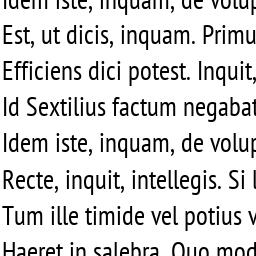 Idem iste, inquam, de volup
Est, ut dicis, inquam. Primu
Efficiens dici potest. Inquit,
Id Sextilius factum negabat
Idem iste, inquam, de volup
Recte, inquit, intellegis. Si l
Tum ille timide vel potius v
Haeret in salebra. Quo mod